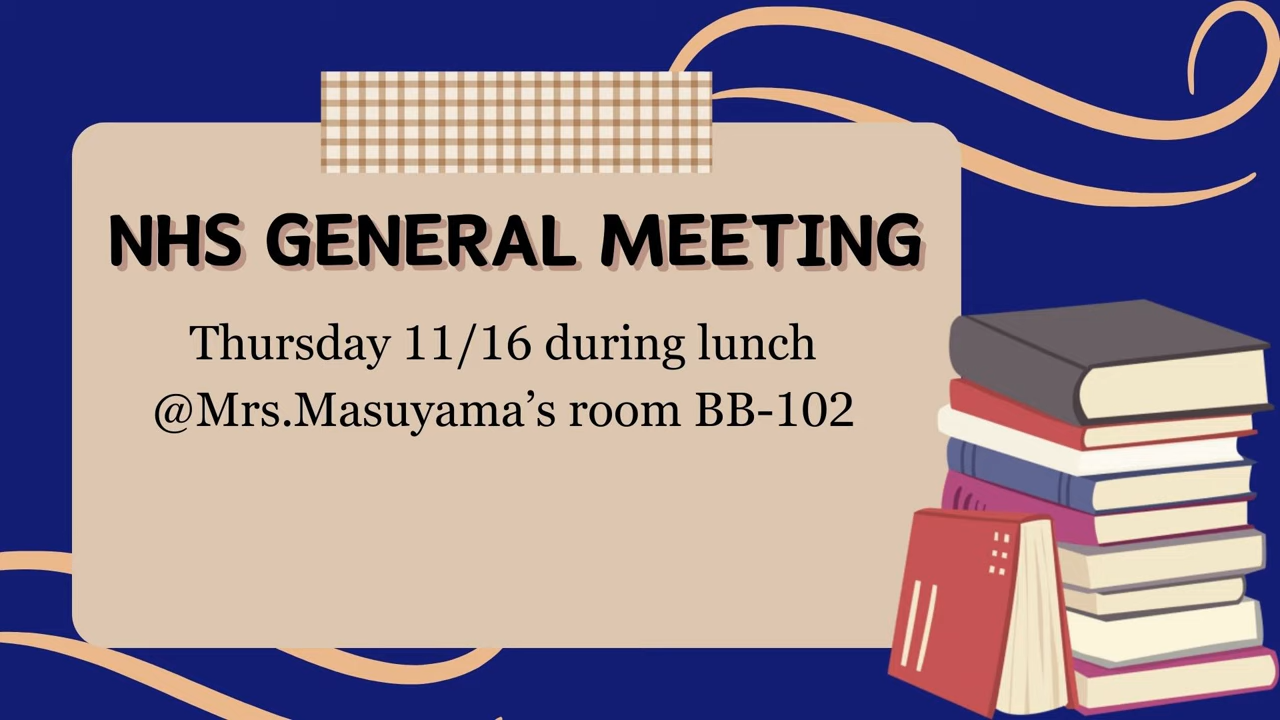 NHS GENERAL MEETING
Thursday 11/16 during lunch
@Mrs.Masuyama’s room BB-102